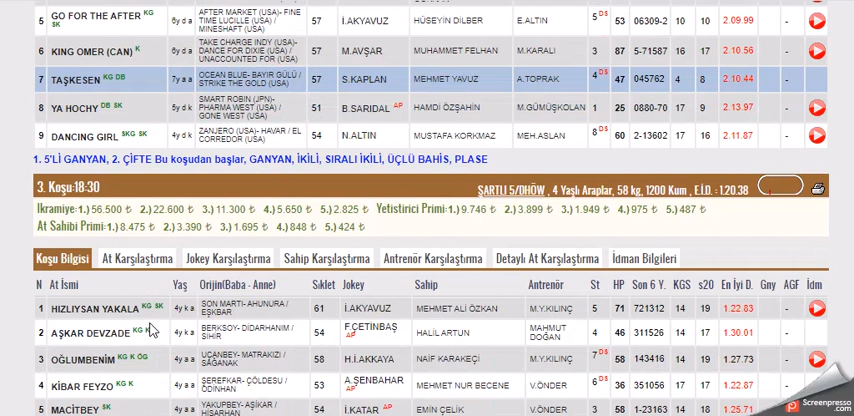 5 GO FOR THE AFTER KG SK 6y d a AFTER MARKET (USA)- FINE TIME LUCILLE (USA) / MINESHAFT (USA) 57 İ.AKYAVUZ HÜSEYİN DİLBER E.ALTIN 5 DS 53 06309-2 10 10 2.09.99 -
6 KING OMER (CAN) K 6y d a TAKE CHARGE INDY (USA)- DANCE FOR DIXIE (USA) / UNACCOUNTED FOR (USA) 57 M.AVŞAR MUHAMMET FELHAN M.KARALI 3 87 5-71587 16 17 2.10.56 -
7 TAŞKESEN KG DB 7y a a OCEAN BLUE- BAYIR GÜLÜ / STRIKE THE GOLD (USA) 57 S.KAPLAN MEHMET YAVUZ A.TOPRAK 4 DS 47 045762 4 8 2.10.44 -
8 YA HOCHY DB SK 5y d k SMART ROBIN (JPN)- PHARMA WEST (USA) / GONE WEST (USA) 51 B.SARIDAL AP HAMDİ ÖZŞAHİN M.GÜMÜŞKOLAN 1 25 0880-70 17 9 2.13.97 -
9 DANCING GIRL SKG SK 4y d k ZANJERO (USA)- HAVAR / EL CORREDOR (USA) 54 N.ALTIN MUSTAFA KORKMAZ MEH.ASLAN 8 DS 60 2-13602 17 16 2.11.87 -
1. 5'Lİ GANYAN, 2. ÇİFTE Bu koşudan başlar, GANYAN, İKİLİ, SIRALI İKİLİ, ÜÇLÜ BAHİS, PLASE
3. Koşu:18:30 ŞARTLI 5/DHÖW , 4 Yaşlı Araplar, 58 kg, 1200 Kum , E.İ.D. : 1.20.38
Ikramiye:1.) 56.500 ₺ 2.) 22.600 ₺ 3.) 11.300 ₺ 4.) 5.650 ₺ 5.) 2.825 ₺ Yetistirici Primi:1.) 9.746 ₺ 2.) 3.899 ₺ 3.) 1.949 ₺ 4.) 975 ₺ 5.) 487 ₺
At Sahibi Primi:1.) 8.475 ₺ 2.) 3.390 ₺ 3.) 1.695 ₺ 4.) 848 ₺ 5.) 424 ₺
Koşu Bilgisi At Karşılaştırma Jokey Karşılaştırma Sahip Karşılaştırma Antrenör Karşılaştırma Detaylı At Karşılaştırma İdman Bilgileri
N At İsmi Yaş Orijin(Baba - Anne) Sıklet Jokey Sahip Antrenör St HP Son 6 Y. KGS s20 En İyi D. Gny AGF İdm
1 HIZLIYSAN YAKALA KG SK 4y k a SON MARTI- AHUNURA / EŞKBAR 61 İ.AKYAVUZ MEHMET ALİ ÖZKAN M.Y.KILINÇ 5 71 721312 14 19 1.22.83 -
2 AŞKAR DEVZADE KG K 4y k a BERKSOY- DİDARHANIM / SİHİR 54 F.ÇETİNBAŞ AP HALİL ARTUN MAHMUT DOĞAN 4 46 311526 14 17 1.30.01 -
3 OĞLUMBENİM KG K ÖG 4y a a UÇANBEY- MATRAKIZI / SAĞANAK 58 H.İ.AKKAYA NAİF KARAKEÇİ M.Y.KILINÇ 7 DS 58 143416 14 19 1.27.73 -
4 KİBAR FEYZO KG K 4y a a ŞEREFKAR- ÇÖLDESU / ÖDİNHAN 53 A.ŞENBAHAR AP MEHMET NUR BECENE V.ÖNDER 6 DS 36 351056 17 17 1.22.87 -
5 MACİTBEY SK 4y a a YAKUPBEY- AŞİKAR / HİSARHAN 54 İ.KATAR AP EMİN ÇELİK V.ÖNDER 3 58 1-23163 14 18 1.25.71 -
Screenpresso
.com